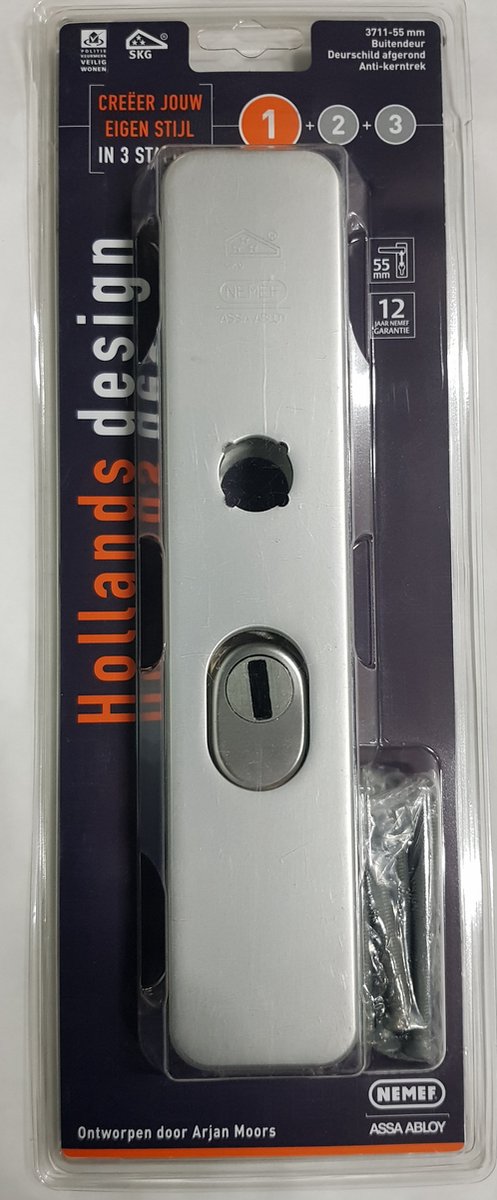 POLITIE
KEURMERK
VEILIG
WONEN
SKG
3711-55 mm
Buitendeur
Deurschild afgerond
Anti-kerntrek
CREËER JOUW
EIGEN STIJL
IN 3
1 + 2 + 3
Hollands design
NEMEF
ASSA ABLOY
55
mm
12
JAAR NEMEF
GARANTIE
NEMEF
ASSA ABLOY
Ontworpen door Arjan Moors